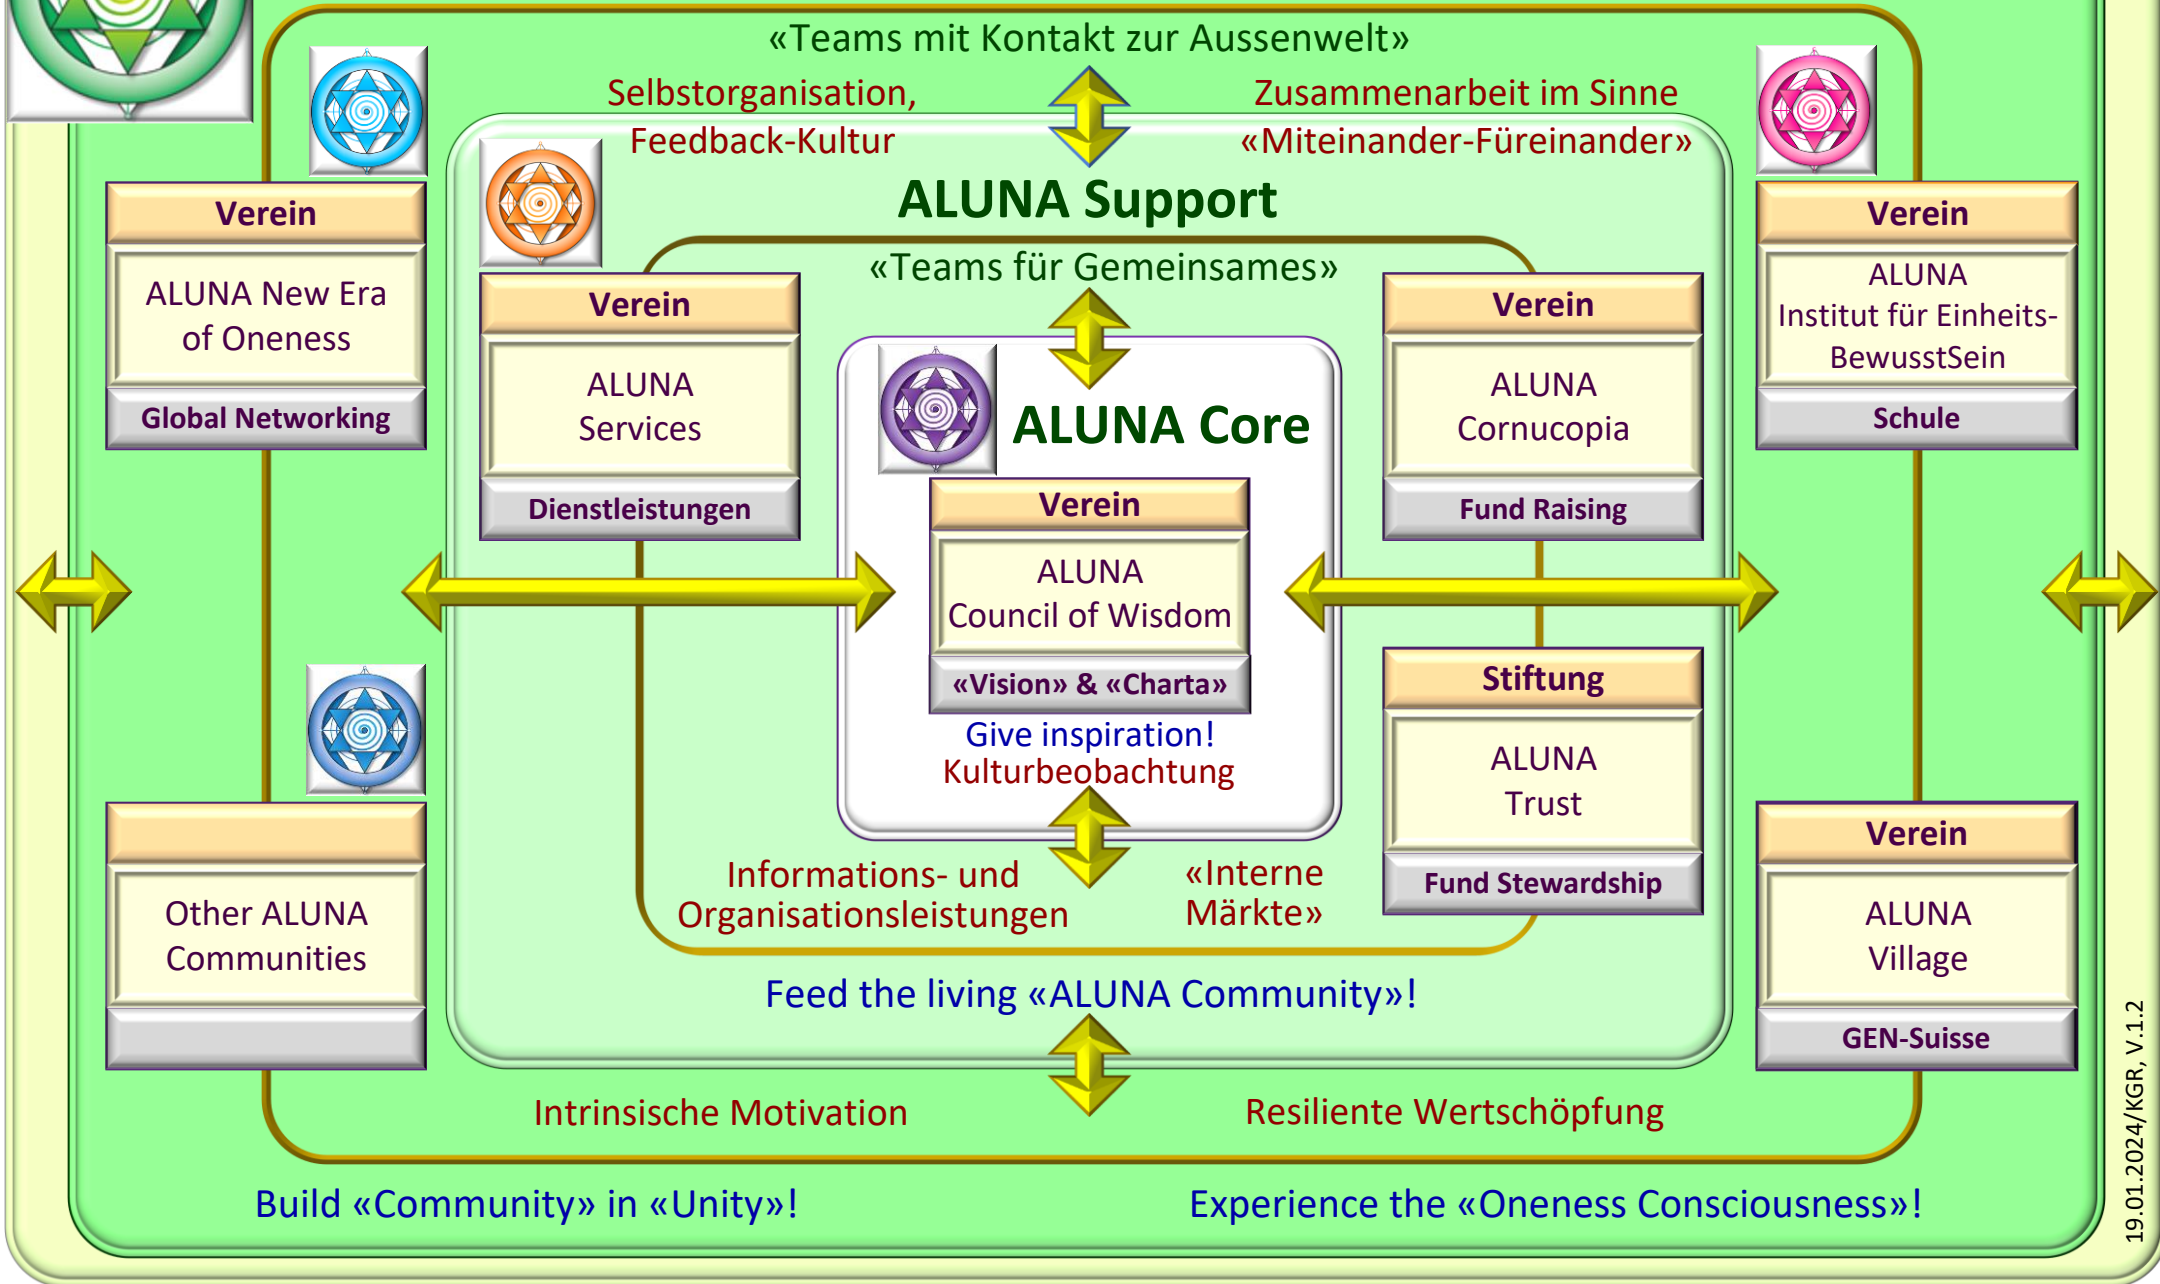 «Teams mit Kontakt zur Aussenwelt»
Selbstorganisation,
Feedback-Kultur
Zusammenarbeit im Sinne
«Miteinander-Füreinander»
ALUNA Support
«Teams für Gemeinsames»
Verein
ALUNA New Era
of Oneness
Global Networking
Verein
ALUNA
Services
Dienstleistungen
ALUNA Core
Verein
ALUNA
Council of Wisdom
«Vision» & «Charta»
Give inspiration!
Kulturbeobachtung
Verein
ALUNA
Cornucopia
Fund Raising
Verein
ALUNA
Institut für Einheits-
BewusstSein
Schule
Other ALUNA
Communities
Informations- und
Organisationsleistungen
«Interne
Märkte»
Stiftung
ALUNA
Trust
Fund Stewardship
Verein
ALUNA
Village
GEN-Suisse
Feed the living «ALUNA Community»!
Intrinsische Motivation
Resiliente Wertschöpfung
Build «Community» in «Unity»!
Experience the «Oneness Consciousness»!
19.01.2024/KGR, V.1.2